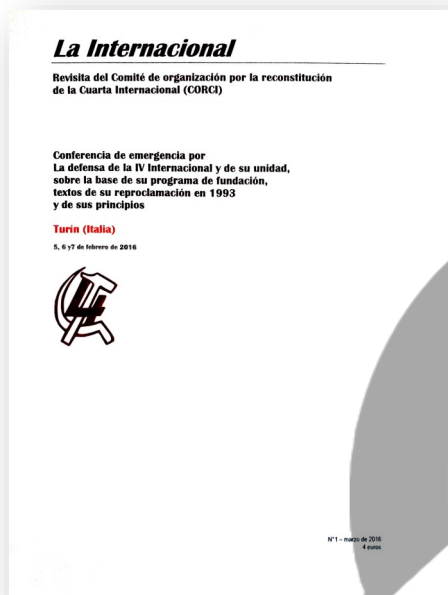 La Internacional
Revisita del Comité de organización por la reconstitución
de la Cuarta Internacional (CORCI)
Conferencia de emergencia por
La defensa de la IV Internacional y de su unidad,
sobre la base de su programa de fundación,
textos de su reproclamación en 1993
y de sus principios
Turín (Italia)
5, 6 y7 de febrero de 2016
4
N°1 – marzo de 2016
4 euros